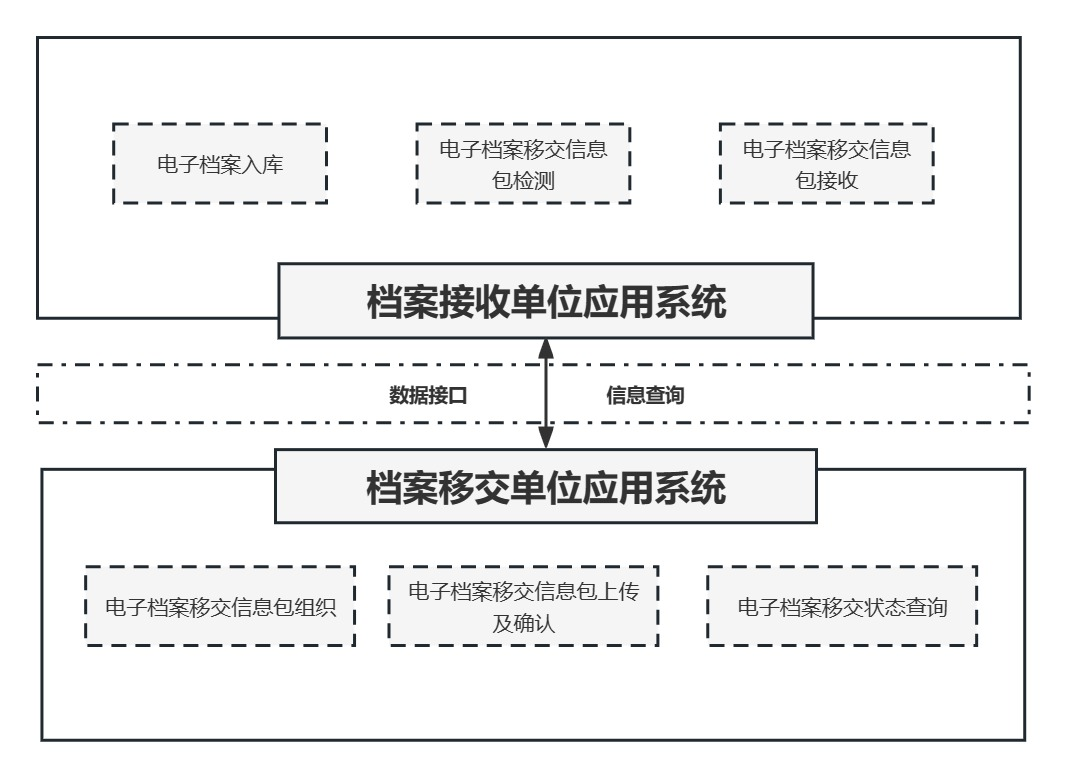 电子档案入库
电子档案移交信息
包检测
电子档案移交信息
包接收
档案接收单位应用系统
数据接口
信息查询
档案移交单位应用系统
电子档案移交信息包组织
电子档案移交信息包上传
及确认
电子档案移交状态查询